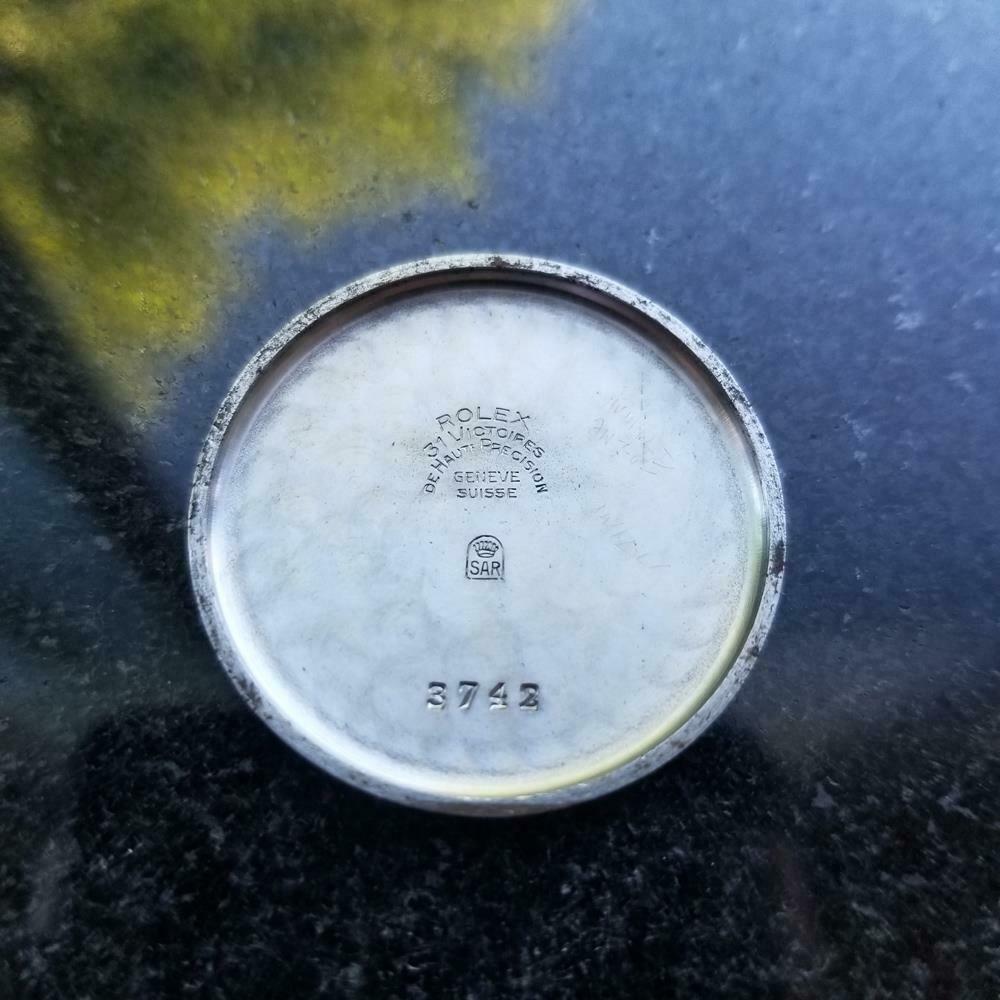 ROLEX
31 VICTOIRES
DE HAUTE PRECISION
GENEVE
SUISSE
SAR
3742